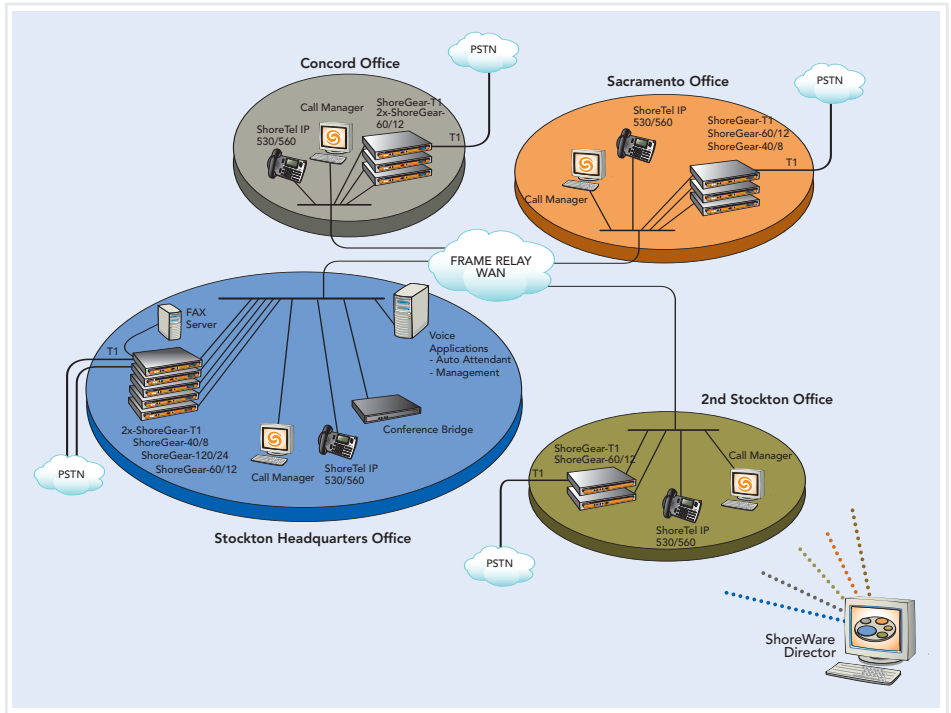 PSTN
Concord Office
Call Manager
ShoreGear-T1
2x-ShoreGear-
60/12
ShoreTel IP
530/560
T1
PSTN
Sacramento Office
ShoreTel IP
530/560
ShoreGear-T1
ShoreGear-60/12
ShoreGear-40/8
T1
Call Manager
FRAME RELAY
WAN
FAX
Server
T1
Voice
Applications
- Auto Attendant
- Management
2x-ShoreGear-T1
ShoreGear-40/8
ShoreGear-120/24
ShoreGear-60/12
Call Manager
ShoreTel IP
530/560
Conference Bridge
PSTN
Stockton Headquarters Office
2nd Stockton Office
ShoreGear-T1
ShoreGear-60/12
T1
Call Manager
ShoreTel IP
530/560
PSTN
ShoreWare
Director